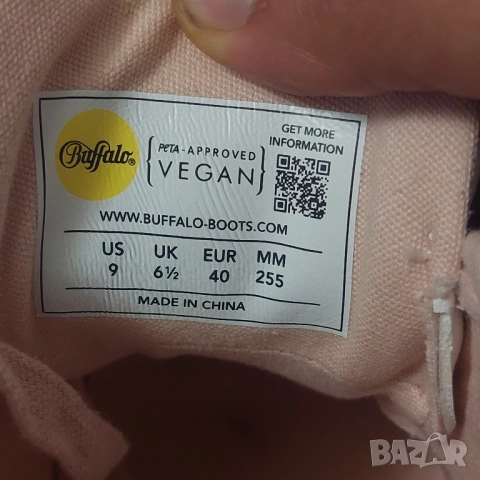 Buffalo®
PETA-APPROVED
VEGAN
GET MORE
INFORMATION
WWW.BUFFALO-BOOTS.COM
US UK EUR MM
9 6½ 40 255
MADE IN CHINA
BAZAR